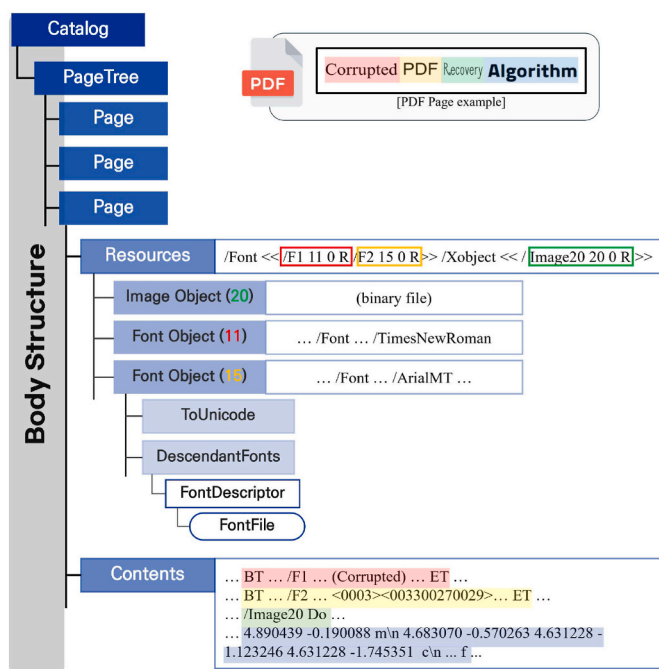 Catalog
PageTree
Page
Page
Page
PDF
Corrupted PDF Recovery Algorithm
[PDF Page example]
Body Structure
Resources
/Font <</F1 11 0 R/F2 15 0 R>> /Xobject << /Image20 20 0 R>>
Image Object (20)
(binary file)
Font Object (11)
… /Font … /TimesNewRoman
Font Object (15)
… /Font … /ArialMT …
ToUnicode
DescendantFonts
FontDescriptor
FontFile
Contents
… BT … /F1 … (Corrupted) … ET …
… BT … /F2 … <0003><003300270029>… ET …
… /Image20 Do …
… 4.890439 -0.190088 m\n 4.683070 -0.570263 4.631228 -
1.123246 4.631228 -1.745351 c\n ... f ...